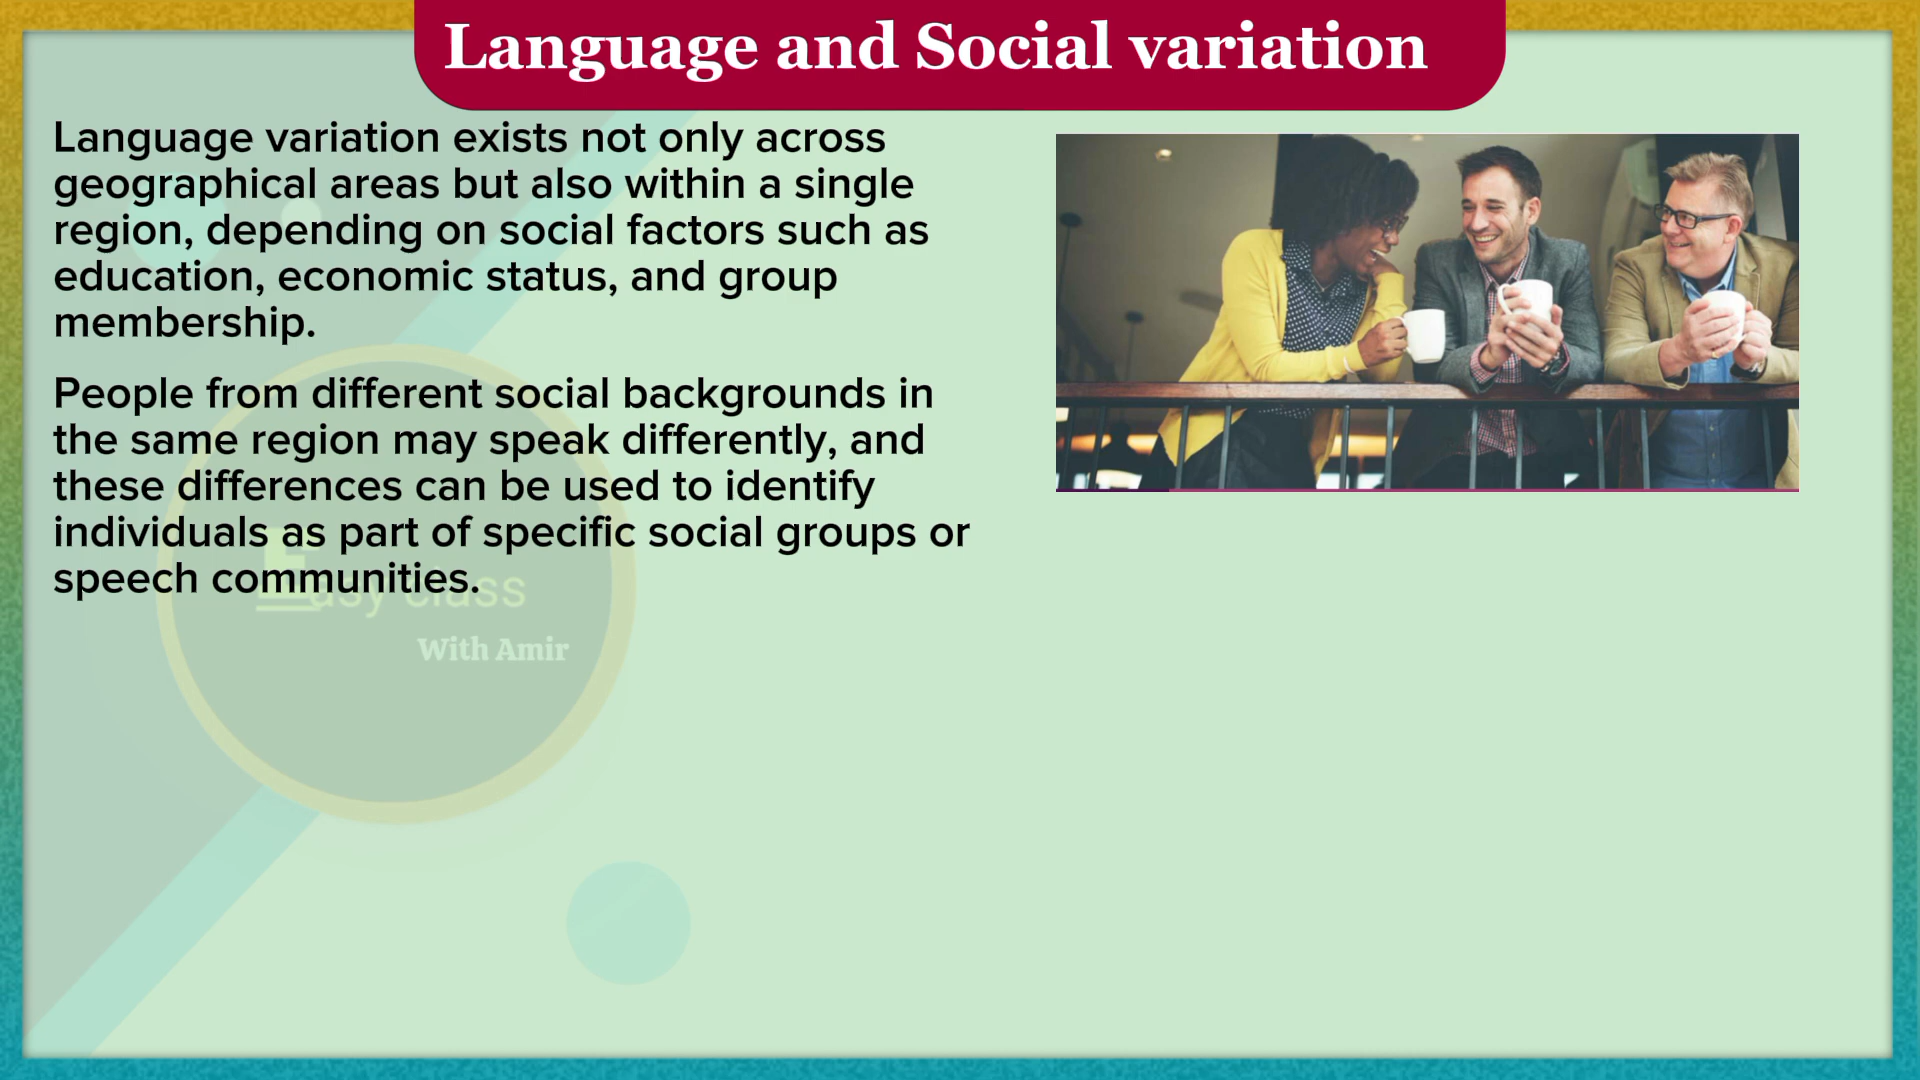 Language and Social variation
Language variation exists not only across
geographical areas but also within a single
region, depending on social factors such as
education, economic status, and group
membership.
People from different social backgrounds in
the same region may speak differently, and
these differences can be used to identify
individuals as part of specific social groups or
speech communities.
Easy class
With Amir